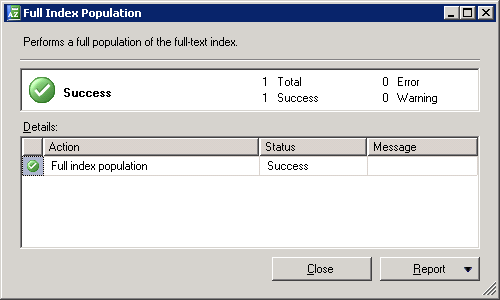 Full Index Population
Performs a full population of the full-text index.
Success
1 Total 0 Error
1 Success 0 Warning
Details:
Action Status Message
Full index population Success
Close Report